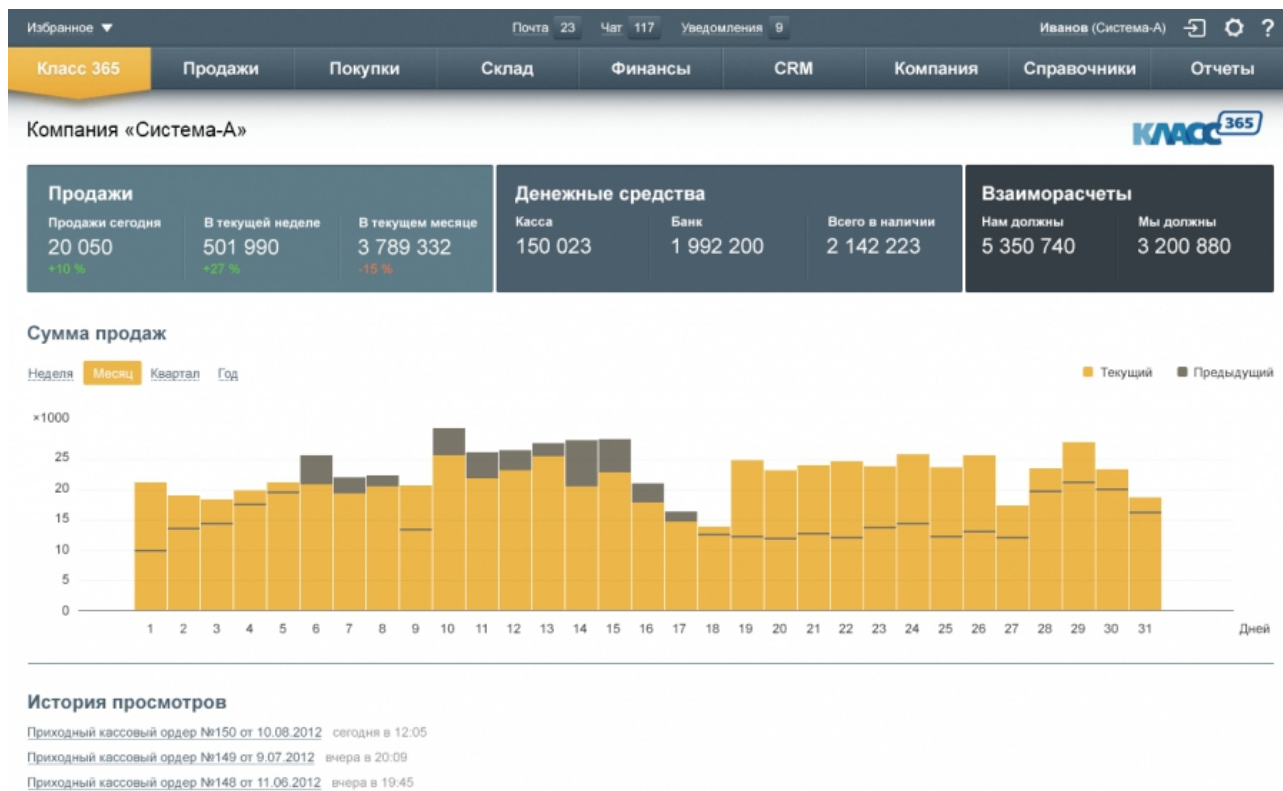 Избранное ▼ Почта 23 Чат 117 Уведомления 9 Иванов (Система-А) ?
Класс 365 Продажи Покупки Склад Финансы CRM Компания Справочники Отчеты
Компания «Система-А» КЛАСС 365
Продажи Денежные средства Взаиморасчеты
Продажи сегодня В текущей неделе В текущем месяце Касса Банк Всего в наличии Нам должны Мы должны
20 050 501 990 3 789 332 150 023 1 992 200 2 142 223 5 350 740 3 200 880
+10 % +27 % -15 %
Сумма продаж
Неделя Месяц Квартал Год Текущий Предыдущий
×1000
25
20
15
10
5
0
1 2 3 4 5 6 7 8 9 10 11 12 13 14 15 16 17 18 19 20 21 22 23 24 25 26 27 28 29 30 31 Дней
История просмотров
Приходный кассовый ордер №150 от 10.08.2012 сегодня в 12:05
Приходный кассовый ордер №149 от 9.07.2012 вчера в 20:09
Приходный кассовый ордер №148 от 11.06.2012 вчера в 19:45